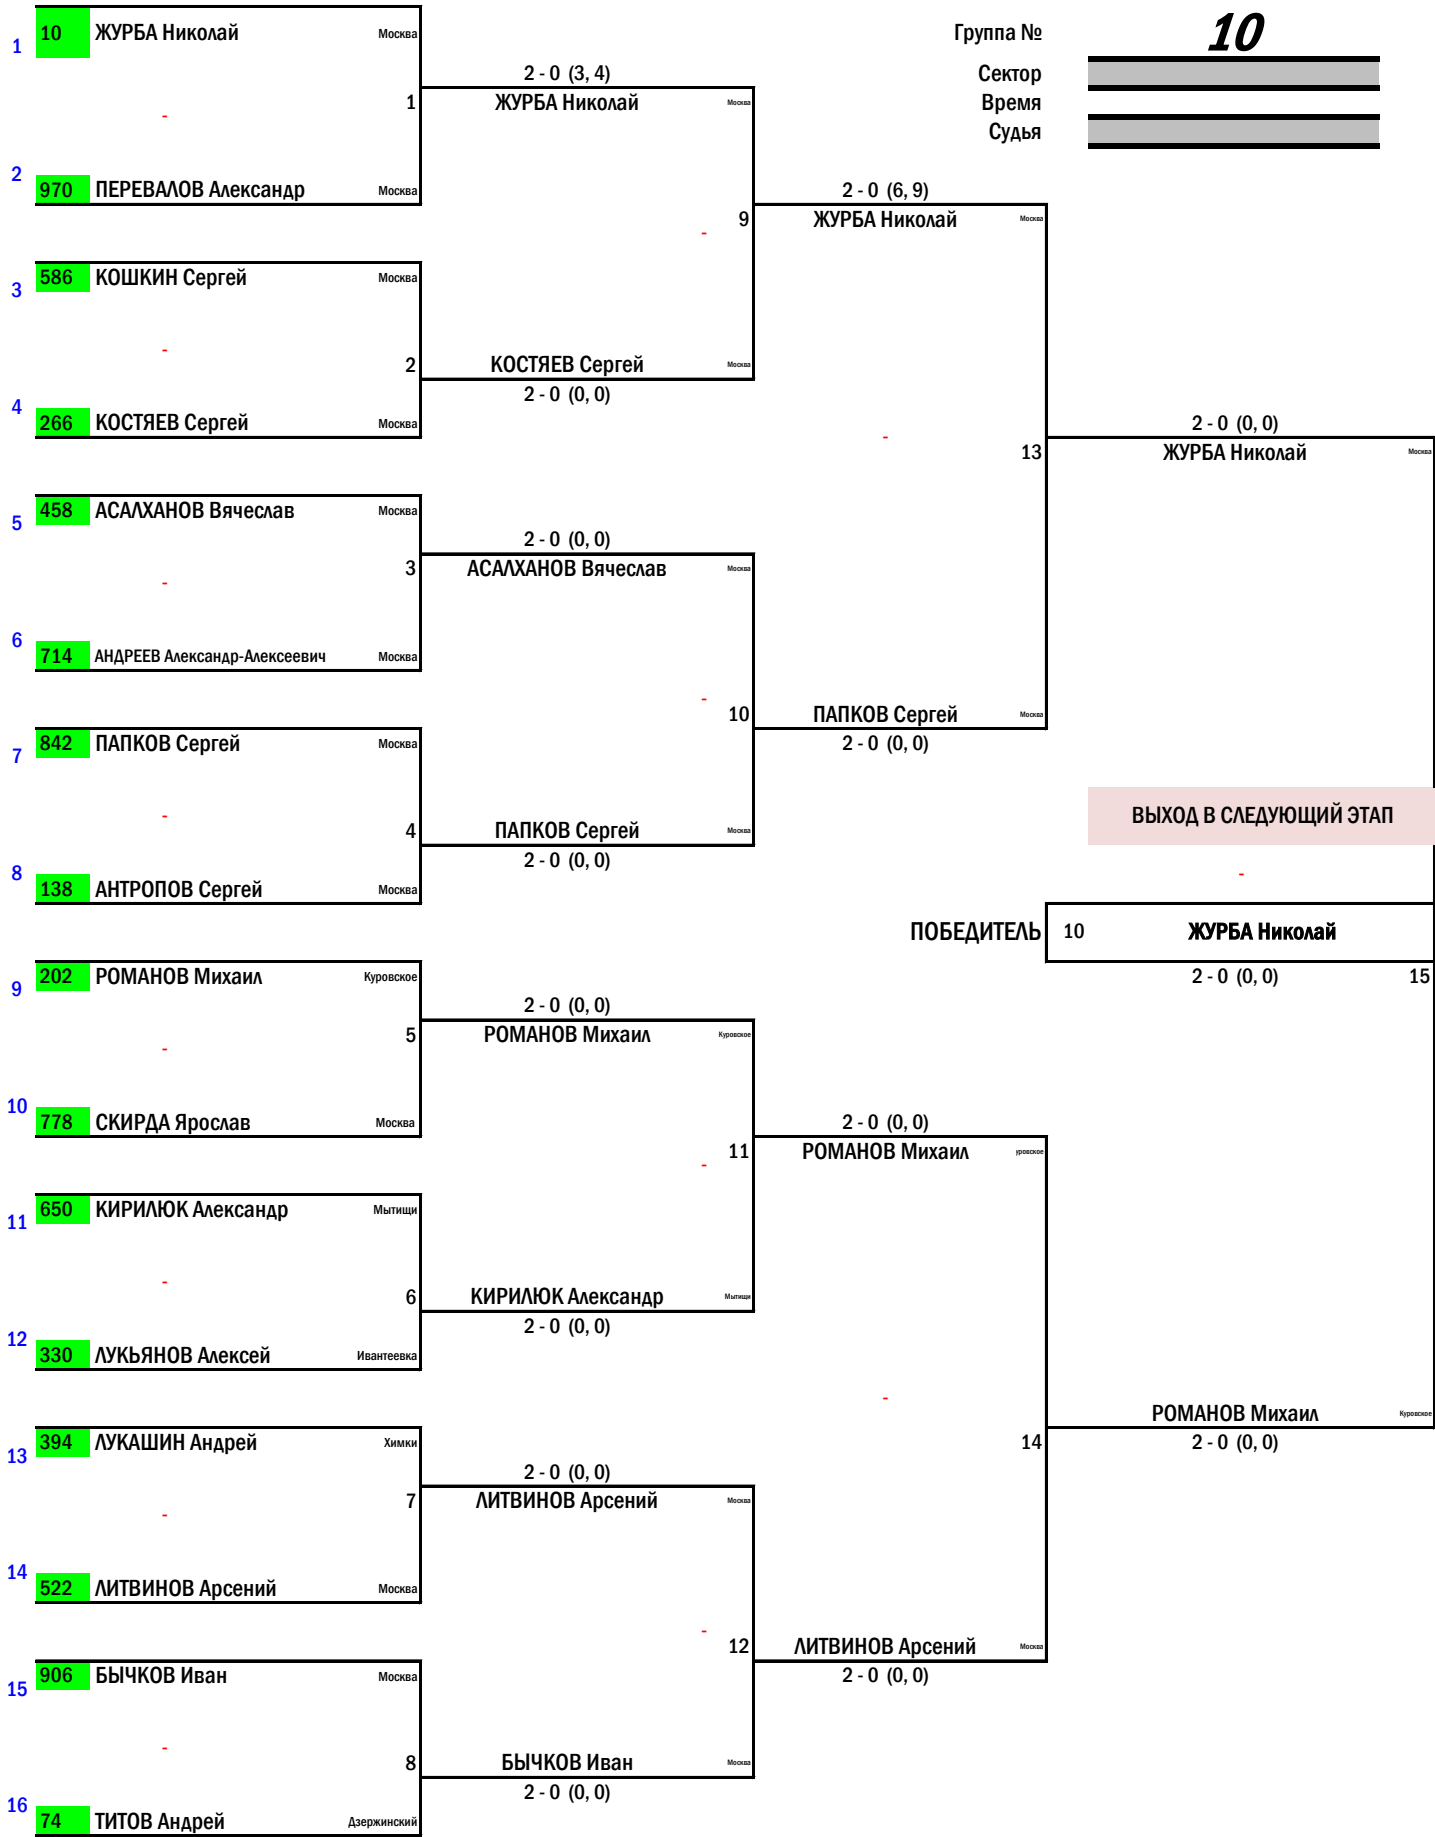 10 ЖУРБА Николай Москва Группа № 10
1
2 - 0 (3, 4) Сектор
1 ЖУРБА Николай Москва Время
- Судья
2
970 ПЕРЕВАЛОВ Александр Москва 2 - 0 (6, 9)
9 ЖУРБА Николай Москва
-
586 КОШКИН Сергей Москва
3
-
2 КОСТЯЕВ Сергей Москва
2 - 0 (0, 0)
4
266 КОСТЯЕВ Сергей Москва 2 - 0 (0, 0)
-
13 ЖУРБА Николай Москва
458 АСАЛХАНОВ Вячеслав Москва
5
2 - 0 (0, 0)
3 АСАЛХАНОВ Вячеслав Москва
-
6
714 АНДРЕЕВ Александр-Алексеевич Москва
-
10 ПАПКОВ Сергей Москва
842 ПАПКОВ Сергей Москва 2 - 0 (0, 0)
7
- ВЫХОД В СЛЕДУЮЩИЙ ЭТАП
4 ПАПКОВ Сергей Москва
2 - 0 (0, 0)
8 -
138 АНТРОПОВ Сергей Москва
ПОБЕДИТЕЛЬ 10 ЖУРБА Николай
202 РОМАНОВ Михаил Куровское 2 - 0 (0, 0) 15
9
2 - 0 (0, 0)
5 РОМАНОВ Михаил Куровское
-
10
778 СКИРДА Ярослав Москва 2 - 0 (0, 0)
11 РОМАНОВ Михаил уровское
-
650 КИРИЛЮК Александр Мытищи
11
-
6 КИРИЛЮК Александр Мытищи
2 - 0 (0, 0)
12
330 ЛУКЬЯНОВ Алексей Ивантеевка
-
РОМАНОВ Михаил Куровское
394 ЛУКАШИН Андрей Химки 14 2 - 0 (0, 0)
13
2 - 0 (0, 0)
7 ЛИТВИНОВ Арсений Москва
-
14
522 ЛИТВИНОВ Арсений Москва
-
12 ЛИТВИНОВ Арсений Москва
906 БЫЧКОВ Иван Москва 2 - 0 (0, 0)
15
-
8 БЫЧКОВ Иван Москва
2 - 0 (0, 0)
16
74 ТИТОВ Андрей Дзержинский